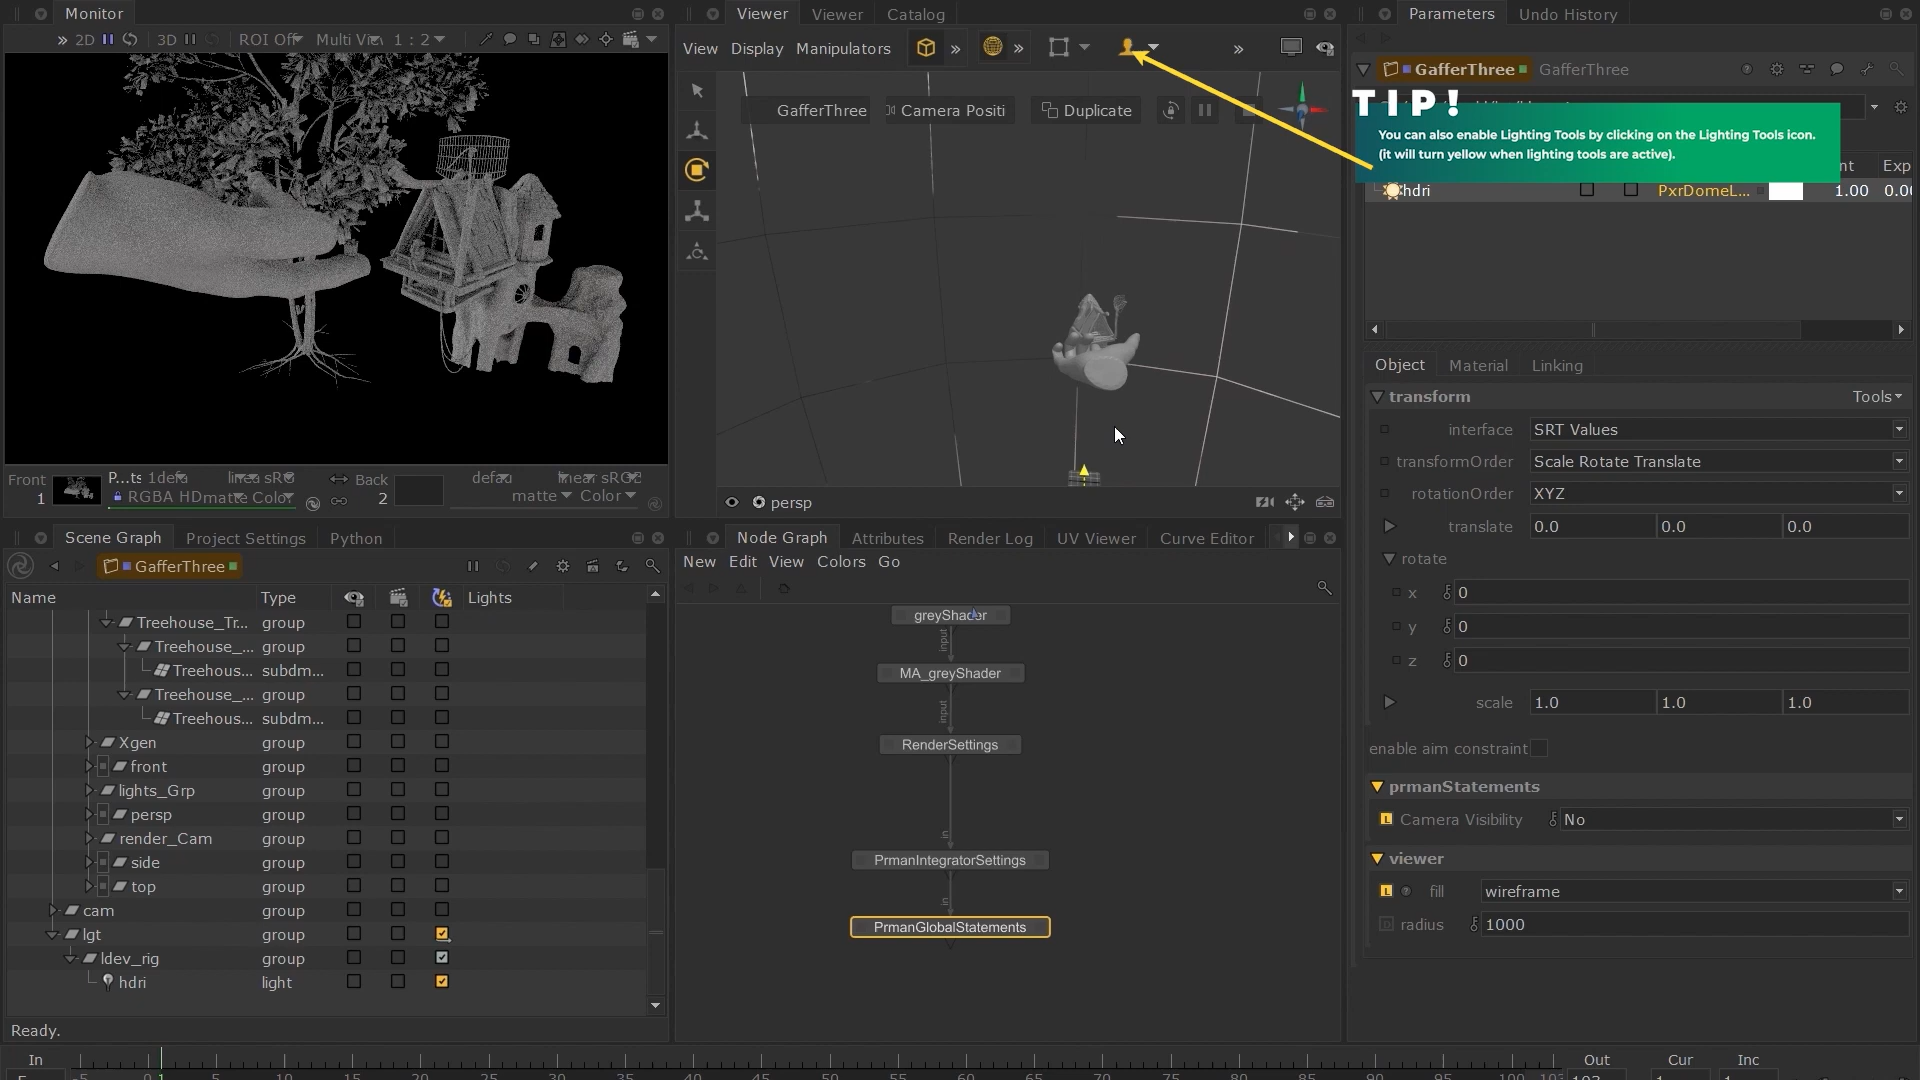 Monitor
Viewer
Viewer
Catalog
Parameters
Undo History
2D
3D
ROI Off
1 : 2
View
Display
Manipulators
GafferThree
GafferThree
GafferThree
Camera Positi
Duplicate
TIP!
You can also enable Lighting Tools by clicking on the Lighting Tools icon.
(it will turn yellow when lighting tools are active).
nt
Exp
hdri
PxrDomeL...
1.00
Object
Material
Linking
transform
Tools
interface
SRT Values
transformOrder
Scale Rotate Translate
rotationOrder
XYZ
translate
0.0
0.0
0.0
rotate
x
0
y
0
z
0
scale
1.0
1.0
1.0
enable aim constraint
prmanStatements
Camera Visibility
No
viewer
fill
wireframe
radius
1000
Front
1
Back
2
matte
Color
persp
Scene Graph
Project Settings
Python
GafferThree
Name
Type
Lights
Treehouse_Tr...
group
Treehouse_...
group
Treehous...
subdm...
Treehouse_...
group
Treehous...
subdm...
Xgen
group
front
group
lights_Grp
group
persp
group
render_Cam
group
side
group
top
group
cam
group
lgt
group
ldev_rig
group
hdri
light
Ready.
Node Graph
Attributes
Render Log
UV Viewer
Curve Editor
New
Edit
View
Colors
Go
greyShader
input
MA_greyShader
input
RenderSettings
in
PrmanIntegratorSettings
in
PrmanGlobalStatements
In
Out
Cur
Inc